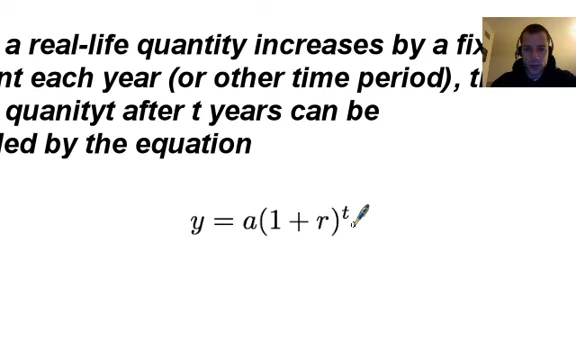 a real-life quantity increases by a fix
nt each year (or other time period), t
quanityt after t years can be
led by the equation
y = a(1 + r)^t